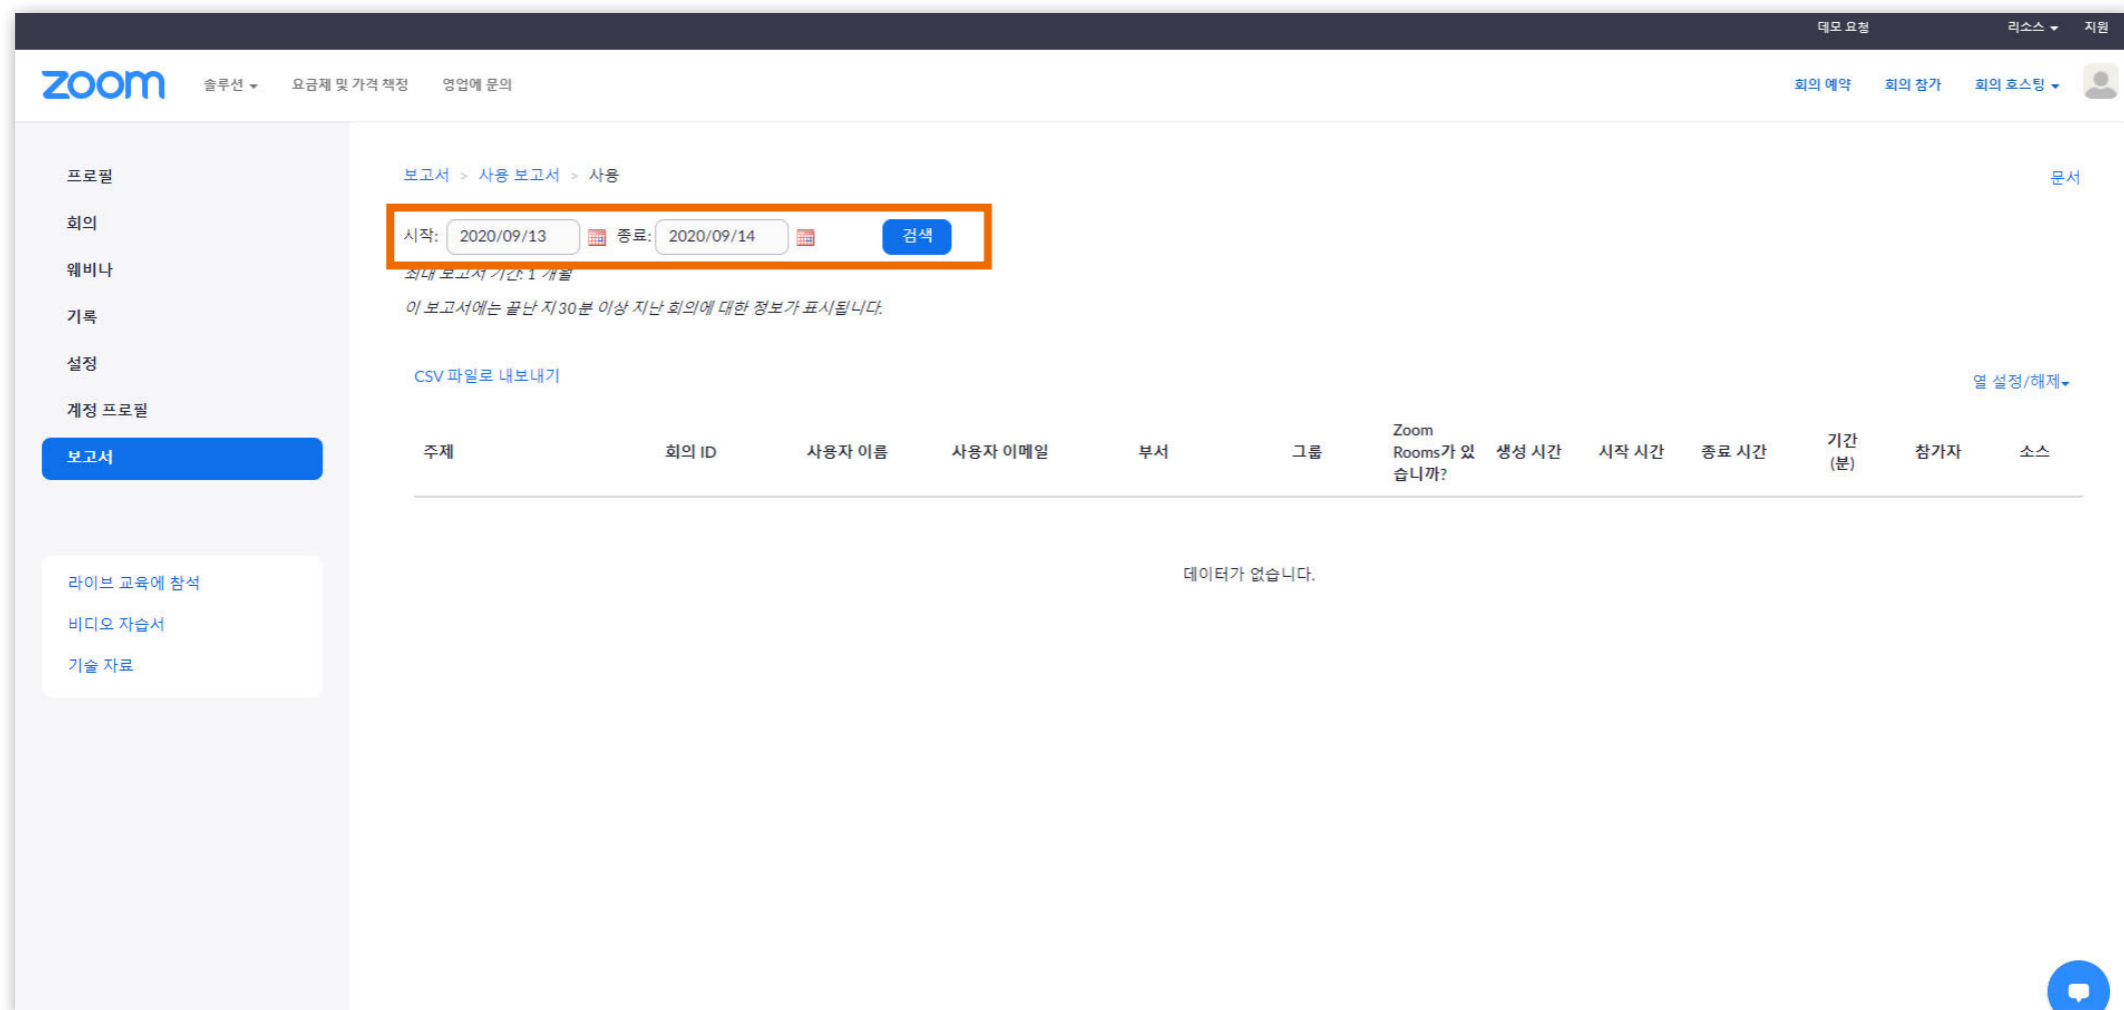 데모 요청 리소스 지원
zoom 솔루션 요금제 및 가격 책정 영업에 문의 회의 예약 회의 참가 회의 호스팅
프로필
회의
웨비나
기록
설정
계정 프로필
보고서
라이브 교육에 참석
비디오 자습서
기술 자료
보고서 > 사용 보고서 > 사용 문서
시작: 2020/09/13 종료: 2020/09/14 검색
최대 보고서 기간: 1 개월
이 보고서에는 끝난 지 30분 이상 지난 회의에 대한 정보가 표시됩니다.
CSV 파일로 내보내기 열 설정/해제
주제 회의 ID 사용자 이름 사용자 이메일 부서 그룹 Zoom Rooms가 있습니까? 생성 시간 시작 시간 종료 시간 기간 (분) 참가자 소스
데이터가 없습니다.